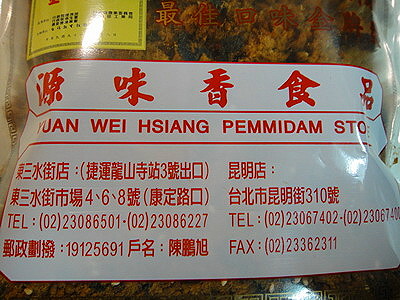 最佳回味
源味香食品
YUAN WEI HSIANG PEMMIDAM STO
東三水街店:(捷運龍山寺站3號出口) 昆明店:
東三水街市場4、6、8號(康定路口) 台北市昆明街310號
TEL:(02)23086501-(02)23086227 TEL:(02)23067402-(02)2306740
郵政劃撥:19125691 戶名:陳鵬旭 FAX:(02)23362311